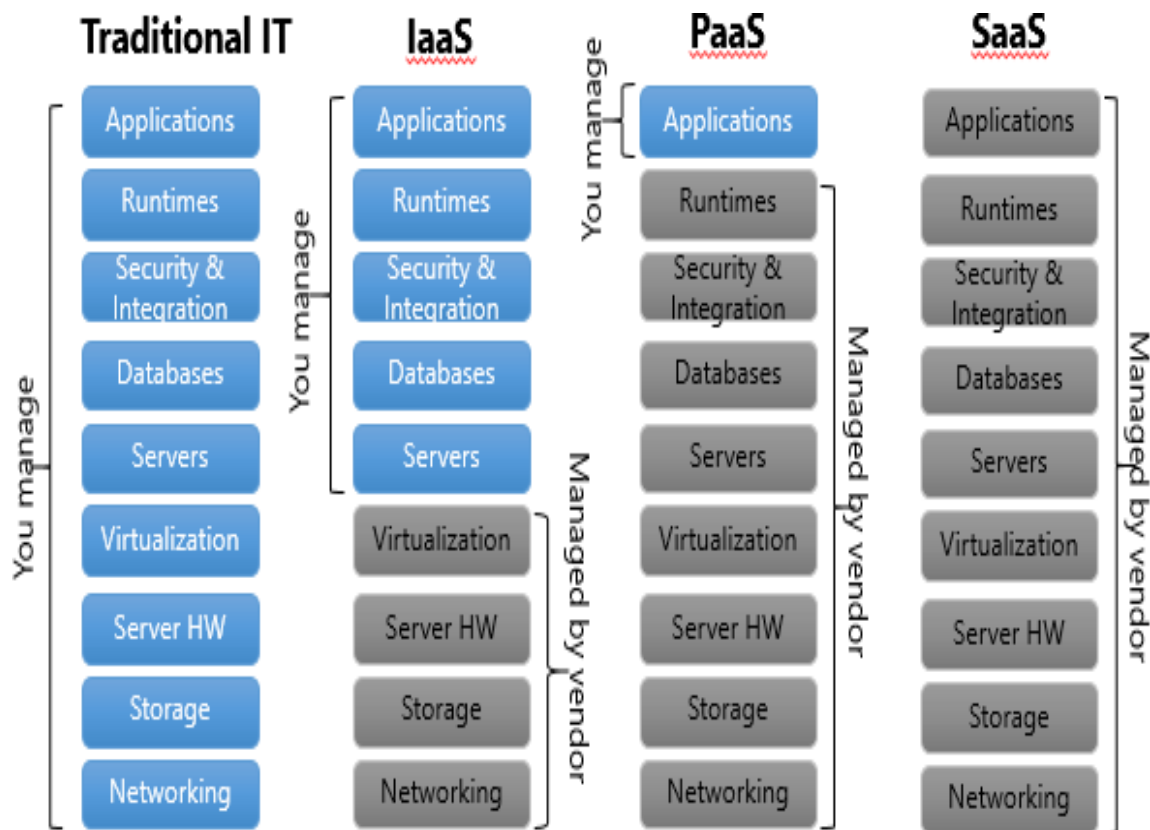 Traditional IT
IaaS
PaaS
SaaS
You manage
Applications
Runtimes
Security &
Integration
Databases
Servers
Virtualization
Server HW
Storage
Networking
You manage
Applications
Runtimes
Security &
Integration
Databases
Servers
Virtualization
Server HW
Storage
Networking
Managed by vendor
You manage
Applications
Runtimes
Security &
Integration
Databases
Servers
Virtualization
Server HW
Storage
Networking
Managed by vendor
Applications
Runtimes
Security &
Integration
Databases
Servers
Virtualization
Server HW
Storage
Networking
Managed by vendor